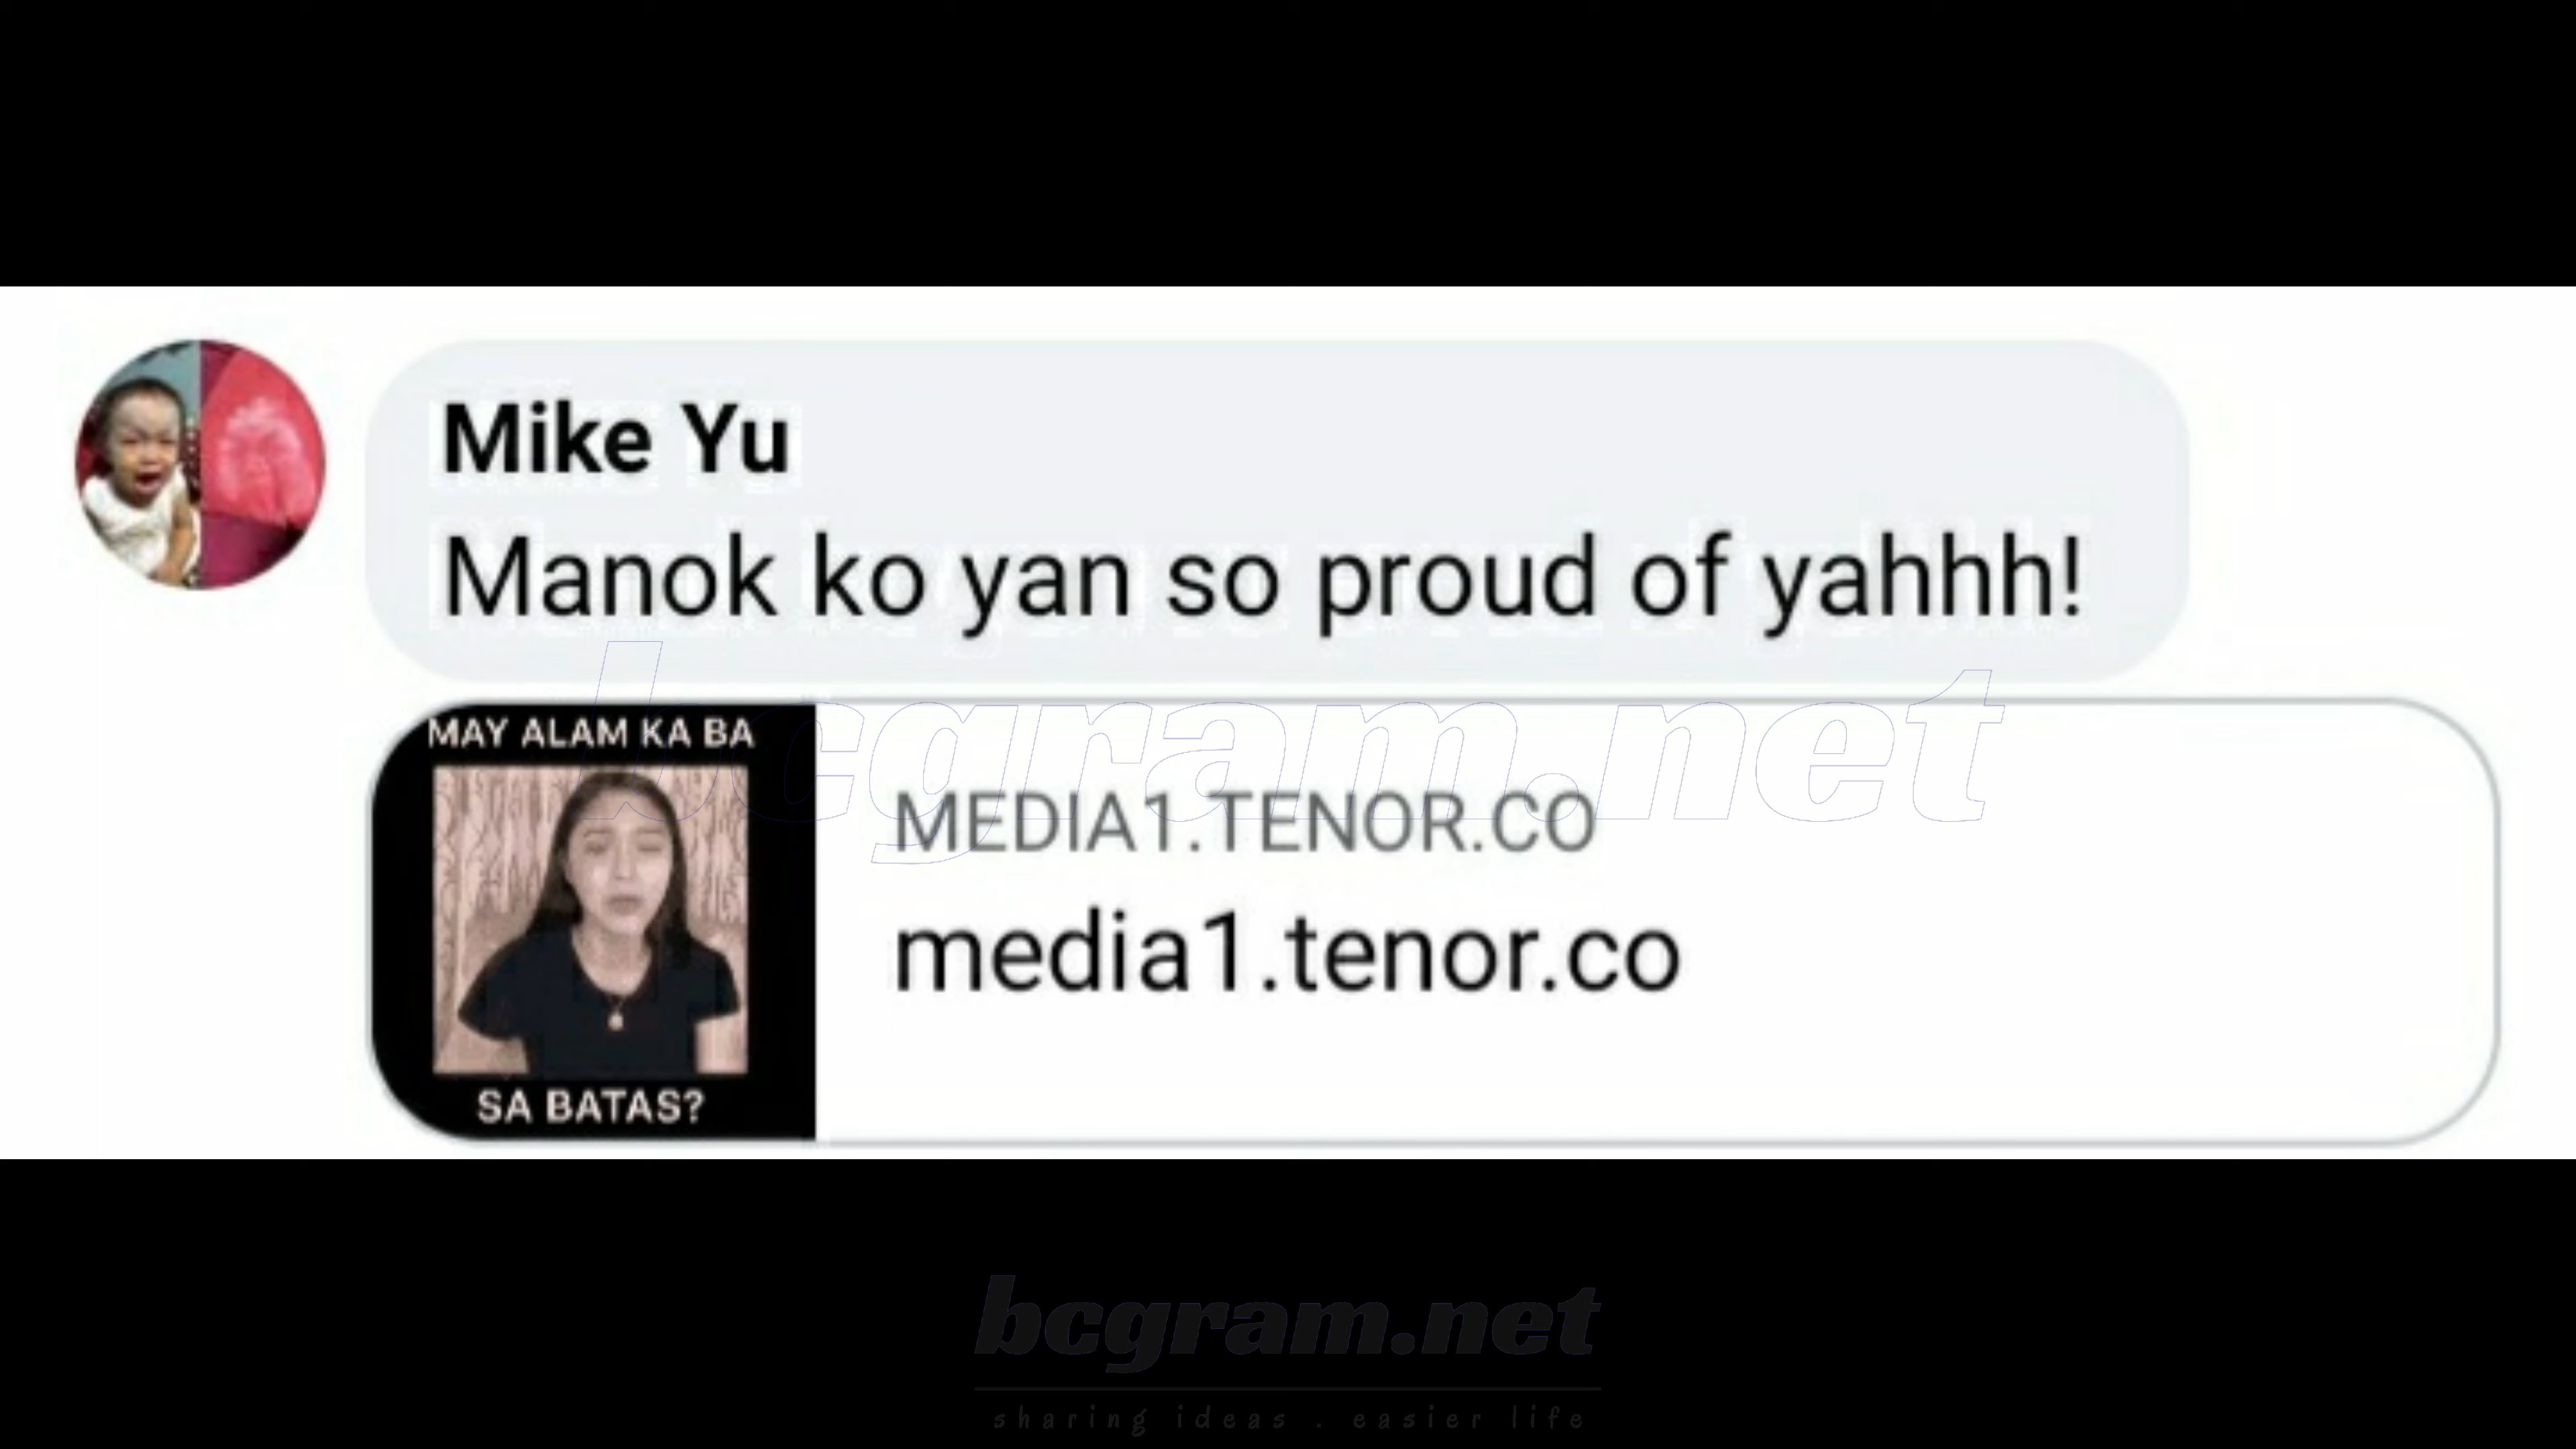 Mike Yu
Manok ko yan so proud of yahhh!
MAY ALAM KA BA
SA BATAS?
MEDIA1.TENOR.CO
media1.tenor.co
bcgram.net
bcgram.net
sharing ideas . easier life